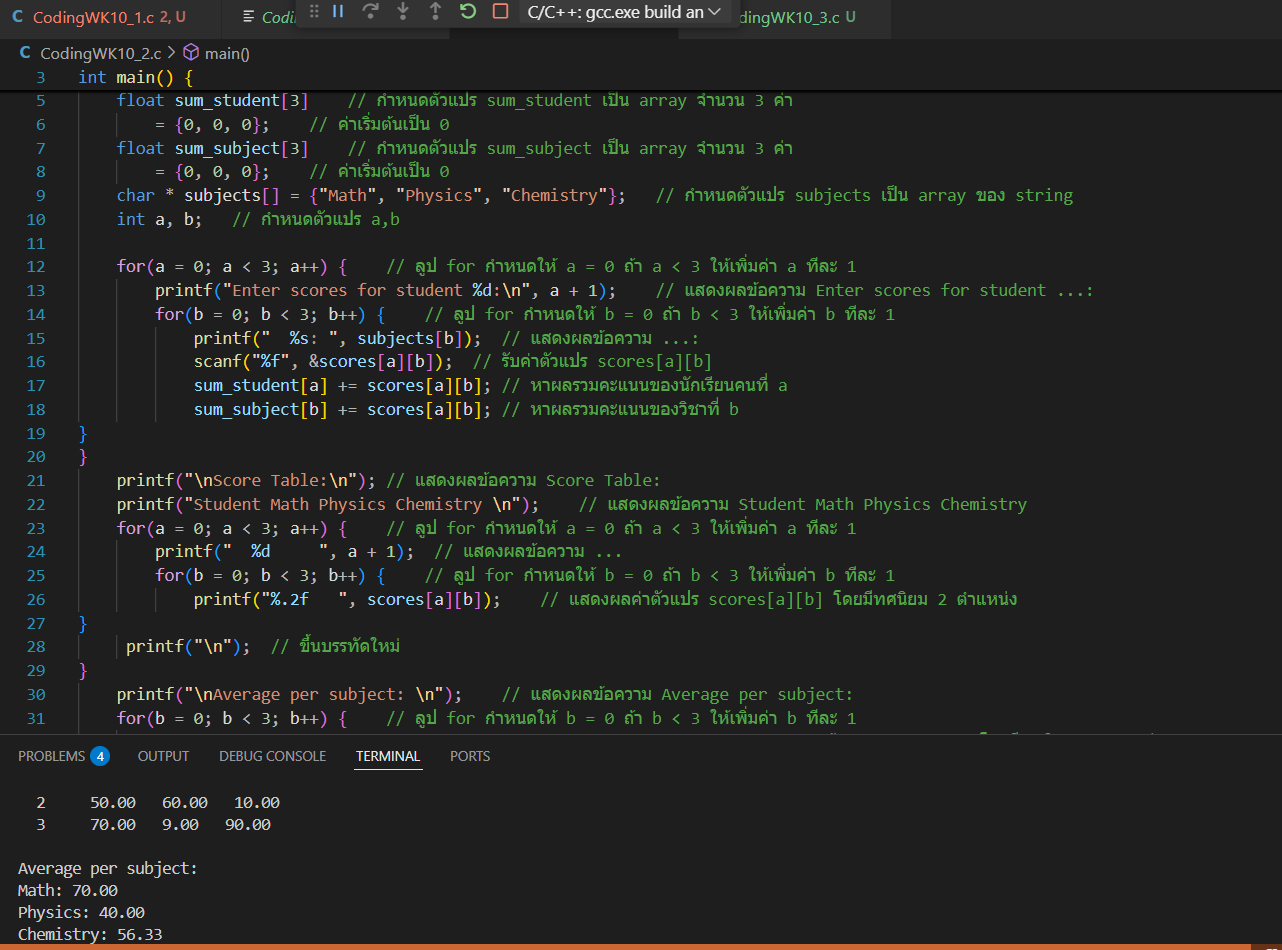 CodingWK10_1.c 2, U
Codi
C/C++: gcc.exe build an
dingWK10_3.c U
CodingWK10_2.c > main()
3 int main() {
5 float sum_student[3] // กำหนดตัวแปร sum_student เป็น array จำนวน 3 ค่า
6 = {0, 0, 0}; // ค่าเริ่มต้นเป็น 0
7 float sum_subject[3] // กำหนดตัวแปร sum_subject เป็น array จำนวน 3 ค่า
8 = {0, 0, 0}; // ค่าเริ่มต้นเป็น 0
9 char * subjects[] = {"Math", "Physics", "Chemistry"}; // กำหนดตัวแปร subjects เป็น array ของ string
10 int a, b; // กำหนดตัวแปร a,b
11
12 for(a = 0; a < 3; a++) { // ลูป for กำหนดให้ a = 0 ถ้า a < 3 ให้เพิ่มค่า a ทีละ 1
13 printf("Enter scores for student %d:\n", a + 1); // แสดงผลข้อความ Enter scores for student ...:
14 for(b = 0; b < 3; b++) { // ลูป for กำหนดให้ b = 0 ถ้า b < 3 ให้เพิ่มค่า b ทีละ 1
15 printf("  %s: ", subjects[b]); // แสดงผลข้อความ ...:
16 scanf("%f", &scores[a][b]); // รับค่าตัวแปร scores[a][b]
17 sum_student[a] += scores[a][b]; // หาผลรวมคะแนนของนักเรียนคนที่ a
18 sum_subject[b] += scores[a][b]; // หาผลรวมคะแนนของวิชาที่ b
19 }
20 }
21 printf("\nScore Table:\n"); // แสดงผลข้อความ Score Table:
22 printf("Student Math Physics Chemistry \n"); // แสดงผลข้อความ Student Math Physics Chemistry
23 for(a = 0; a < 3; a++) { // ลูป for กำหนดให้ a = 0 ถ้า a < 3 ให้เพิ่มค่า a ทีละ 1
24 printf("  %d     ", a + 1); // แสดงผลข้อความ ...
25 for(b = 0; b < 3; b++) { // ลูป for กำหนดให้ b = 0 ถ้า b < 3 ให้เพิ่มค่า b ทีละ 1
26 printf("%.2f   ", scores[a][b]); // แสดงผลค่าตัวแปร scores[a][b] โดยมีทศนิยม 2 ตำแหน่ง
27 }
28 printf("\n"); // ขึ้นบรรทัดใหม่
29 }
30 printf("\nAverage per subject: \n"); // แสดงผลข้อความ Average per subject:
31 for(b = 0; b < 3; b++) { // ลูป for กำหนดให้ b = 0 ถ้า b < 3 ให้เพิ่มค่า b ทีละ 1
PROBLEMS 4 OUTPUT DEBUG CONSOLE TERMINAL PORTS
2 50.00 60.00 10.00
3 70.00 9.00 90.00
Average per subject:
Math: 70.00
Physics: 40.00
Chemistry: 56.33